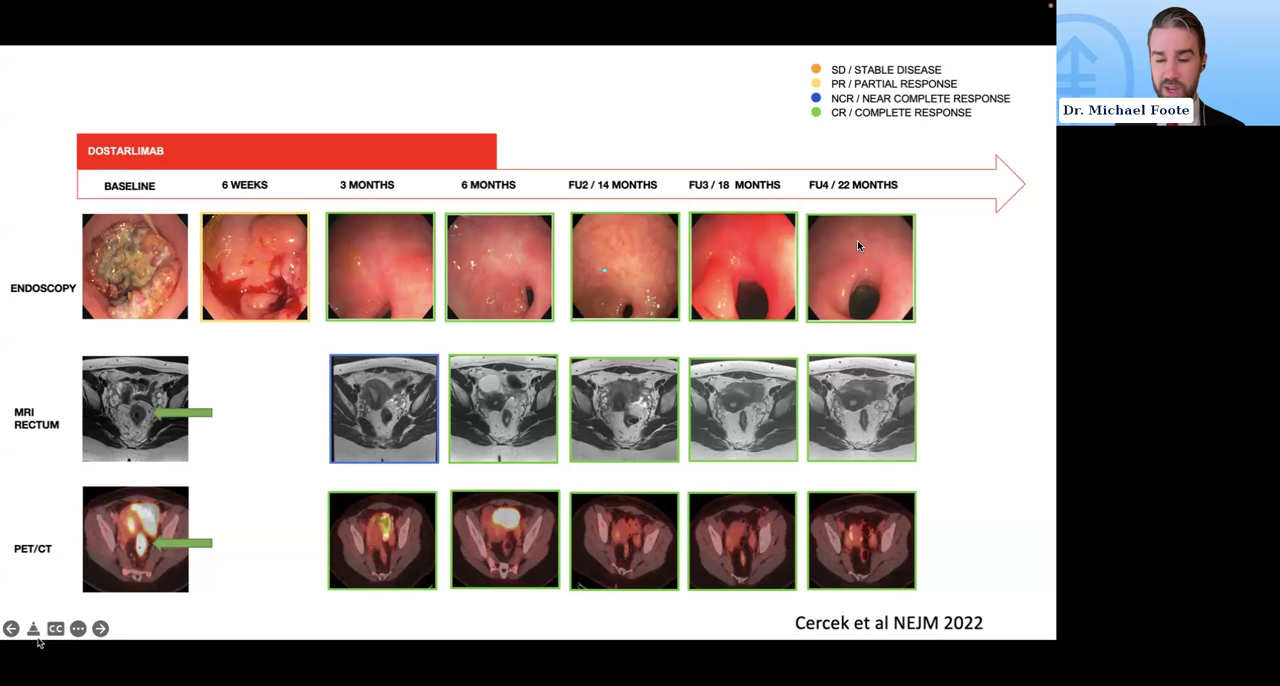 SD / STABLE DISEASE
PR / PARTIAL RESPONSE
NCR / NEAR COMPLETE RESPONSE
CR / COMPLETE RESPONSE
Dr. Michael Foote
DOSTARLIMAB
BASELINE 6 WEEKS 3 MONTHS 6 MONTHS FU2 / 14 MONTHS FU3 / 18 MONTHS FU4 / 22 MONTHS
ENDOSCOPY
MRI
RECTUM
PET/CT
Cercek et al NEJM 2022
CC